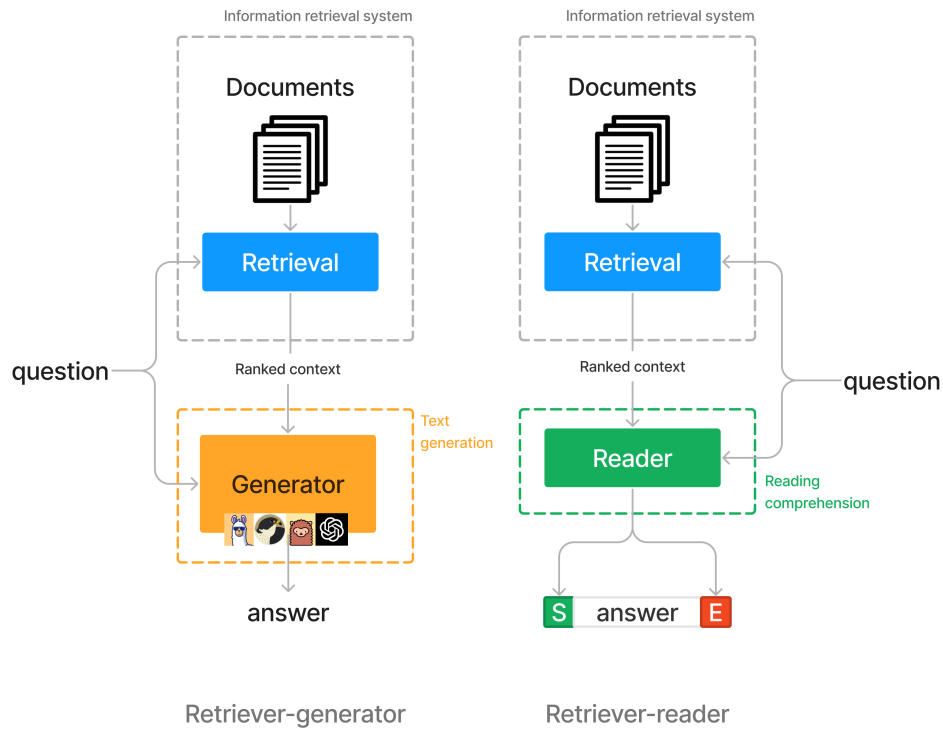 Information retrieval system
Documents
Retrieval
question
Ranked context
Text
generation
Generator
answer
Retriever-generator
Information retrieval system
Documents
Retrieval
question
Ranked context
Reader
Reading
comprehension
S answer E
Retriever-reader